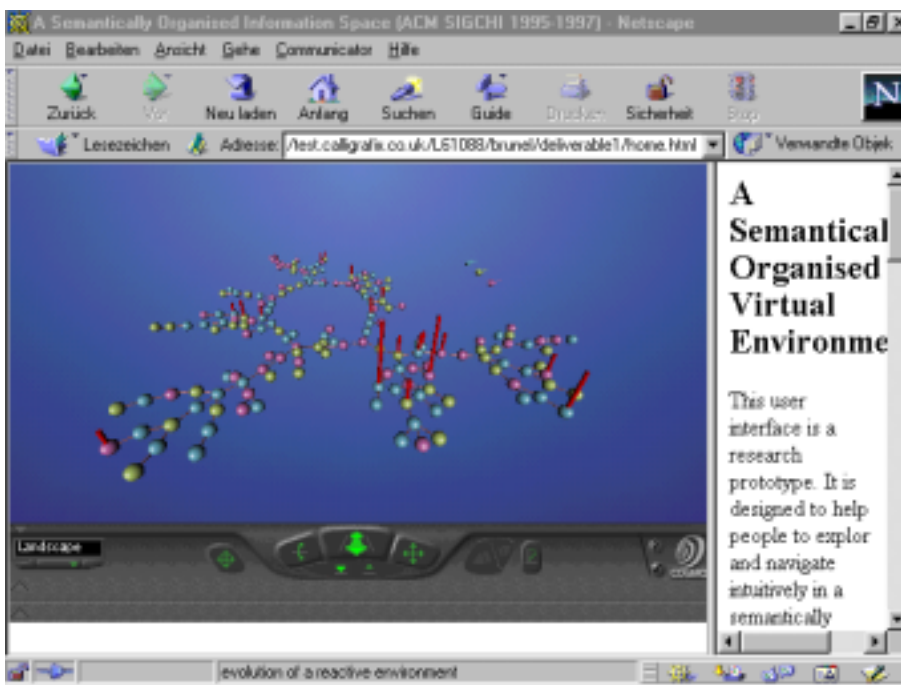 A Semantically Organised Information Space (ACM SIGCHI 1995-1997) - Netscape
Datei Bearbeiten Ansicht Gehe Communicator Hilfe
Zurück Vor Neu laden Anfang Suchen Guide Drucken Sicherheit Stop
N
Lesezeichen Adresse: /test.calligrafix.co.uk/L61088/brunel/deliverable1/home.html Verwandte Objek
A
Semantical
Organised
Virtual
Environme
This user
interface is a
research
prototype. It is
designed to help
people to explor
and navigate
intuitively in a
semantically
Landscape
COSMO
evolution of a reactive environment